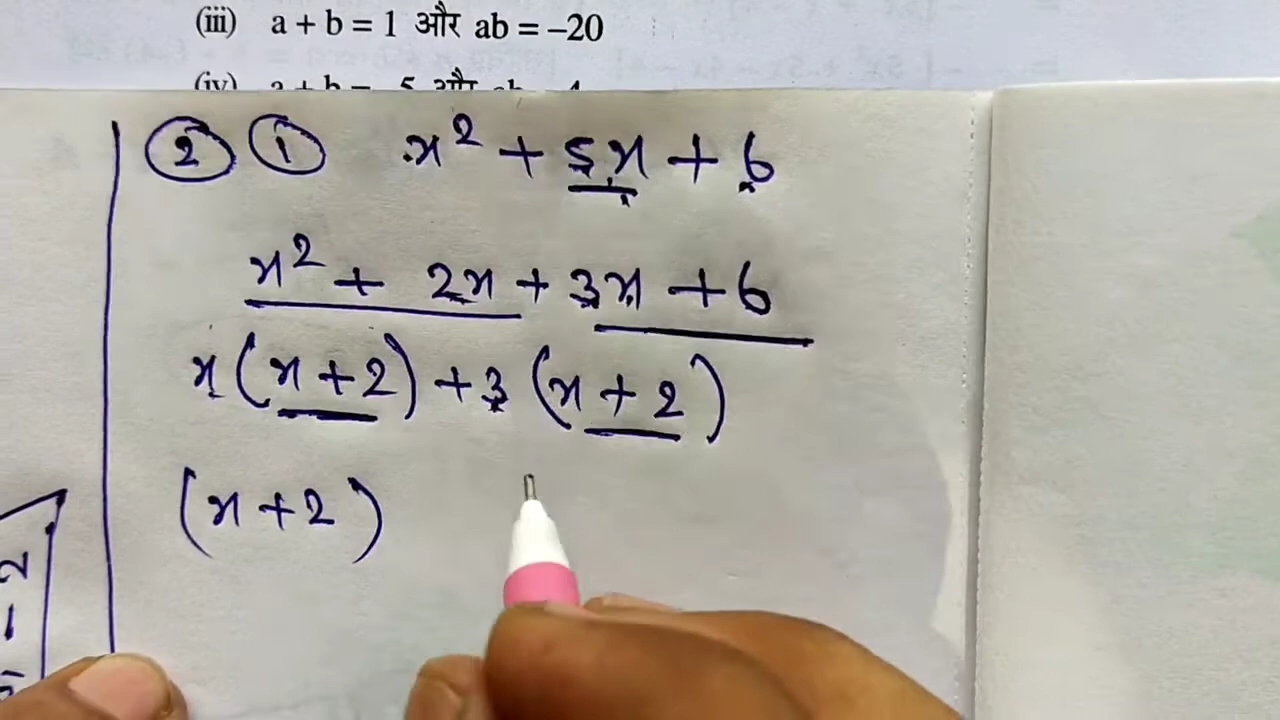 (iii) a + b = 1 और ab = –20
② ① x² + 5x + 6
x² + 2x + 3x + 6
x(x+2) + 3(x+2)
(x+2)